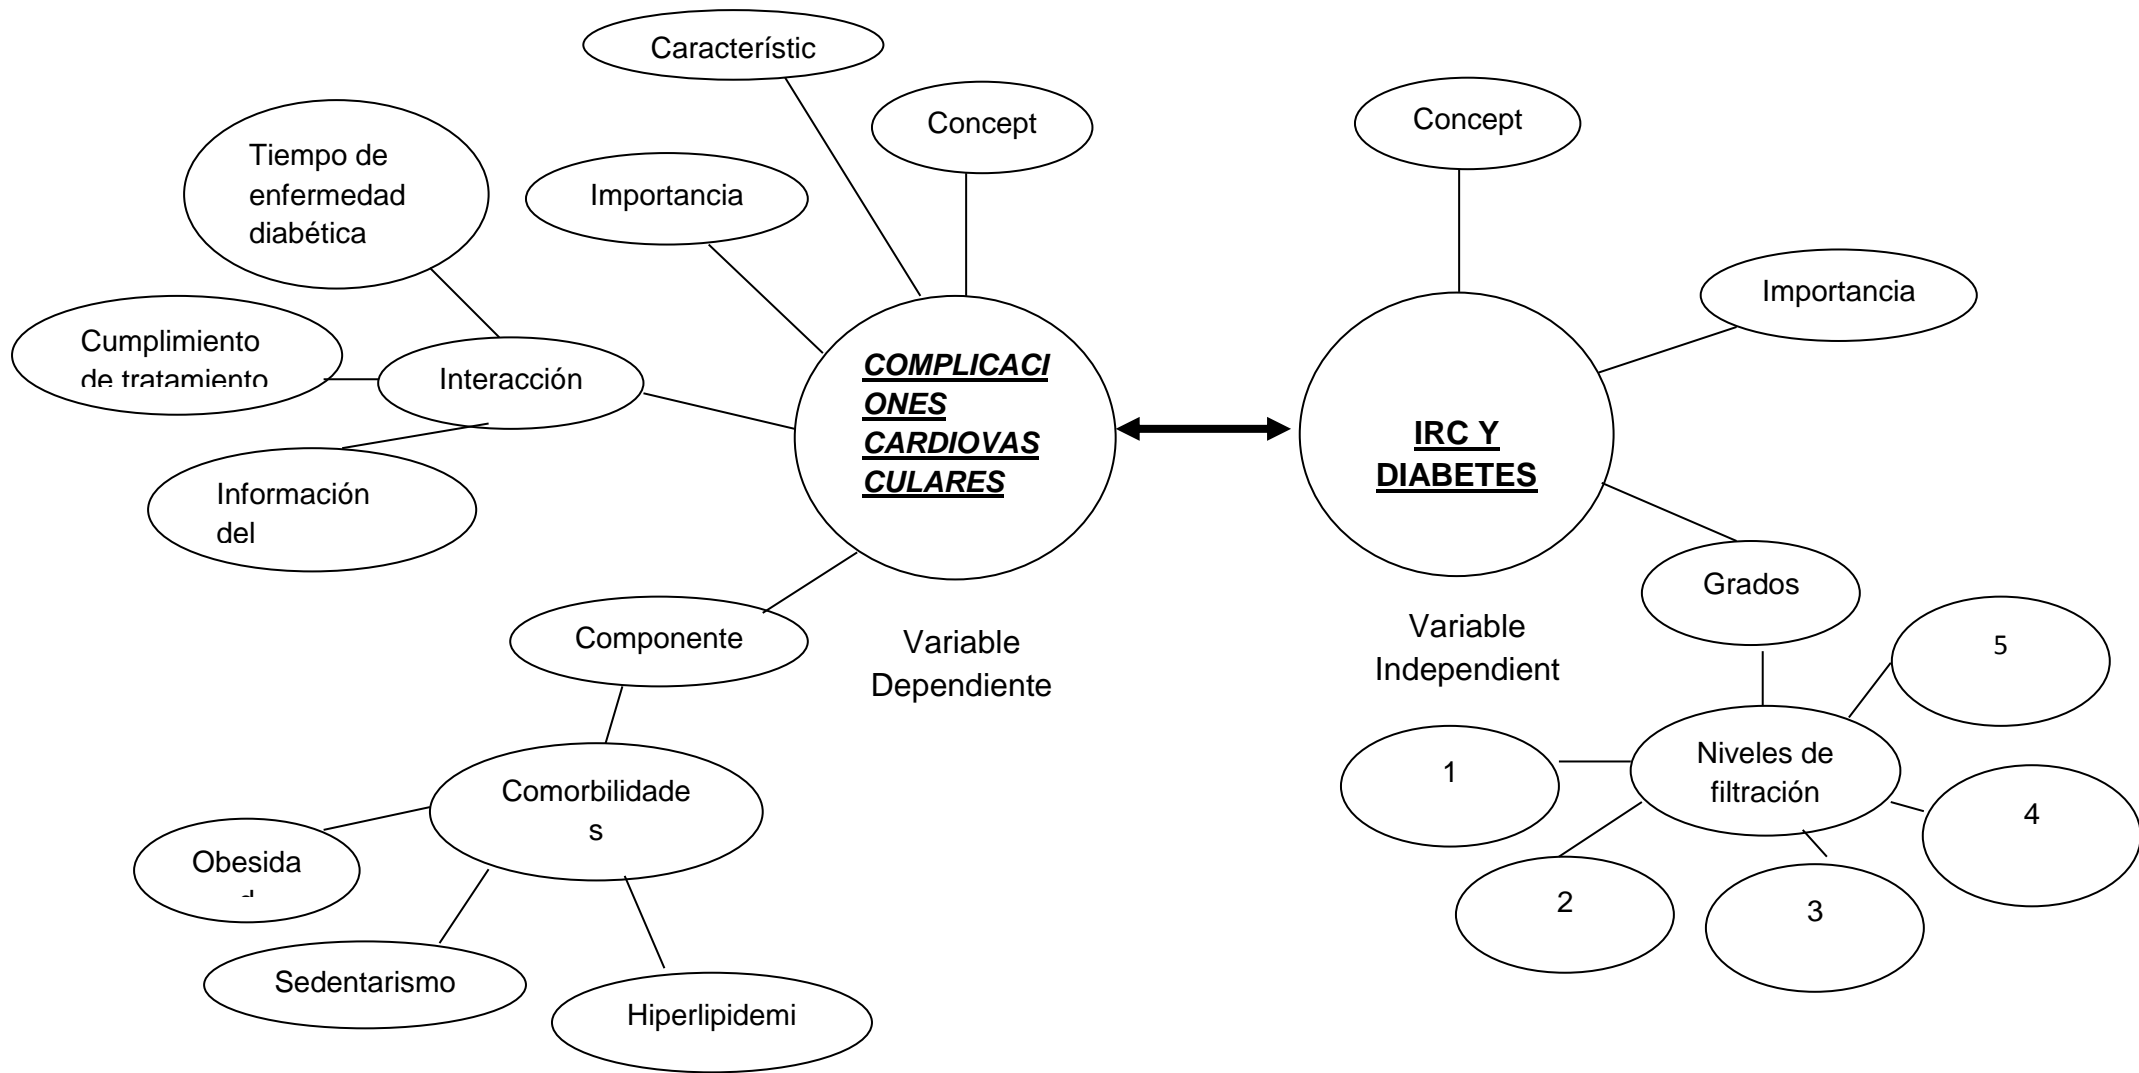 Característic
Concept
Importancia
Tiempo de
enfermedad
diabética
Cumplimiento
de tratamiento
Interacción
Información
del
COMPLICACI
ONES
CARDIOVAS
CULARES
Componente
Variable
Dependiente
Comorbilidade
s
Obesida
d
Sedentarismo
Hiperlipidemi
Concept
Importancia
IRC Y
DIABETES
Grados
Variable
Independient
Niveles de
filtración
1
2
3
4
5